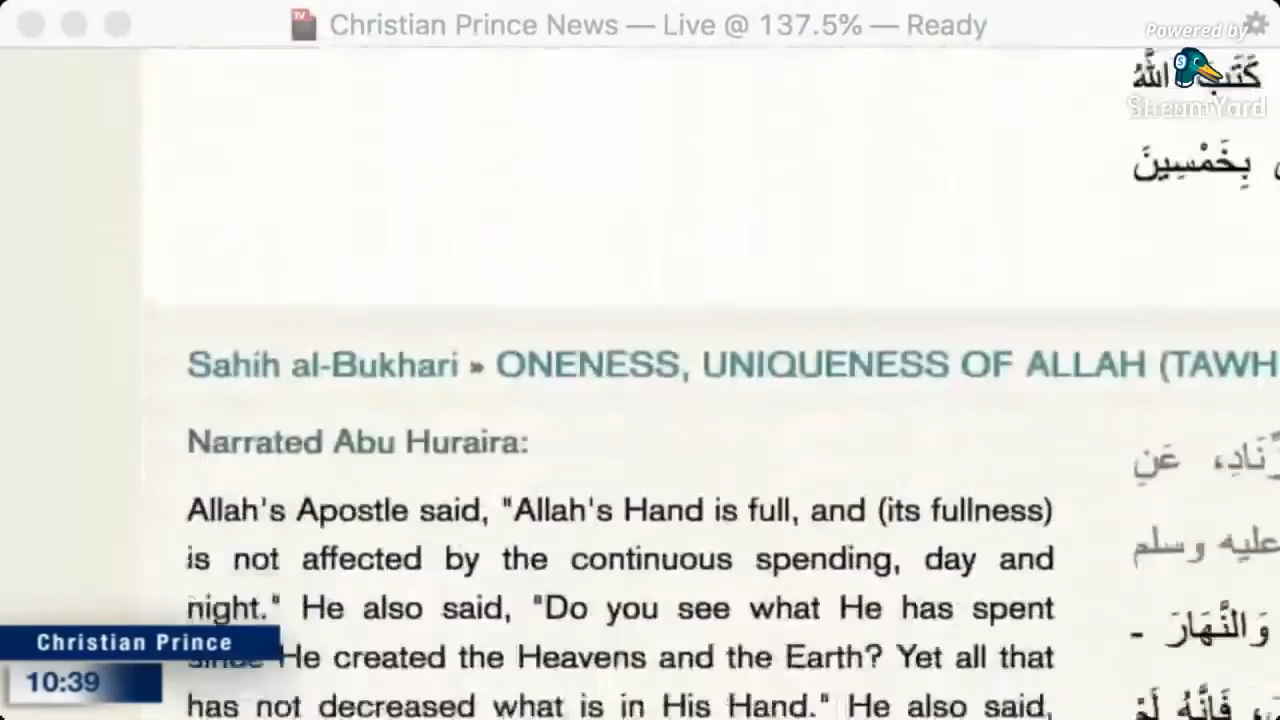 Christian Prince News — Live @ 137.5% — Ready
Powered by
StreamYard
كَتَبَ اللَّهُ
بِخَمْسِينَ
Sahih al-Bukhari » ONENESS, UNIQUENESS OF ALLAH (TAWH
Narrated Abu Huraira:
عَنِ
Allah's Apostle said, "Allah's Hand is full, and (its fullness)
is not affected by the continuous spending, day and
عليه وسلم
night." He also said, "Do you see what He has spent
وَالنَّهَارَ -
Christian Prince
since He created the Heavens and the Earth? Yet all that
10:39
has not decreased what is in His Hand." He also said,
فَإِنَّهُ لَمْ